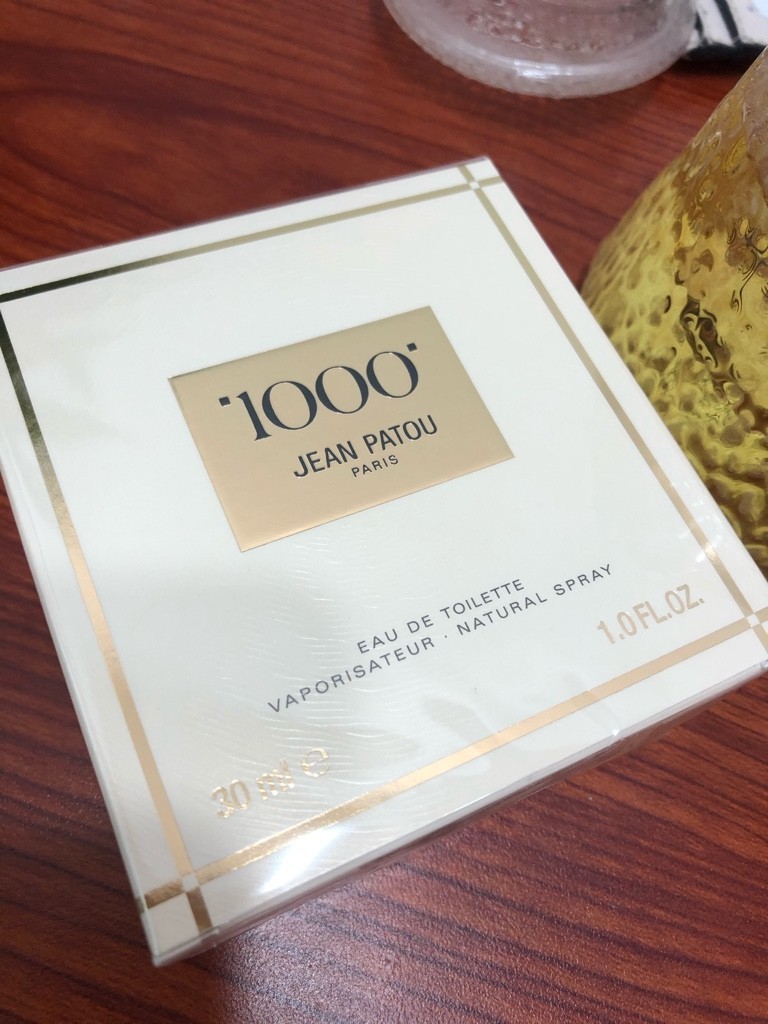 "1000"
JEAN PATOU
PARIS
EAU DE TOILETTE
VAPORISATEUR · NATURAL SPRAY
1.0 FL.OZ.
30 ml ℮